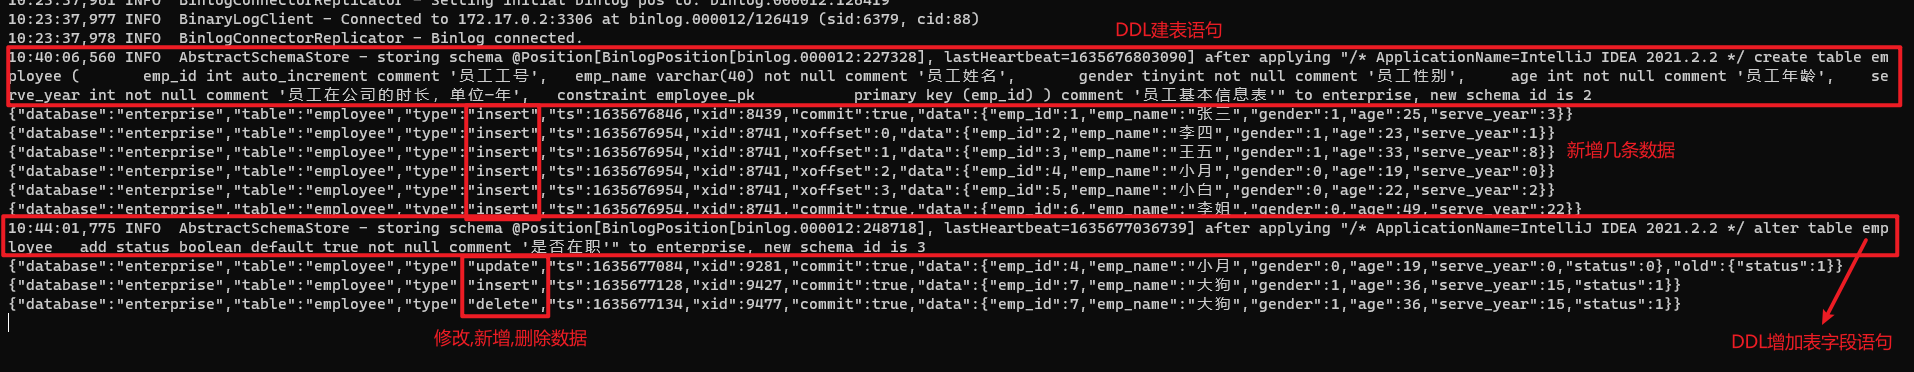 10:23:37,961 INFO  BinlogConnectorReplicator - Setting initial binlog pos to: binlog.000012:126419
10:23:37,977 INFO  BinaryLogClient - Connected to 172.17.0.2:3306 at binlog.000012/126419 (sid:6379, cid:88)
10:23:37,978 INFO  BinlogConnectorReplicator - Binlog connected.
DDL建表语句
10:40:06,560 INFO  AbstractSchemaStore - storing schema @Position[BinlogPosition[binlog.000012:227328], lastHeartbeat=1635676803090] after applying "/* ApplicationName=IntelliJ IDEA 2021.2.2 */ create table em
ployee (       emp_id int auto_increment comment '员工工号',   emp_name varchar(40) not null comment '员工姓名',       gender tinyint not null comment '员工性别',     age int not null comment '员工年龄',    se
rve_year int not null comment '员工在公司的时长, 单位-年',   constraint employee_pk           primary key (emp_id) ) comment '员工基本信息表'" to enterprise, new schema id is 2
{"database":"enterprise","table":"employee","type":"insert","ts":1635676846,"xid":8439,"commit":true,"data":{"emp_id":1,"emp_name":"张三","gender":1,"age":25,"serve_year":3}}
{"database":"enterprise","table":"employee","type":"insert","ts":1635676954,"xid":8741,"xoffset":0,"data":{"emp_id":2,"emp_name":"李四","gender":1,"age":23,"serve_year":1}}
{"database":"enterprise","table":"employee","type":"insert","ts":1635676954,"xid":8741,"xoffset":1,"data":{"emp_id":3,"emp_name":"王五","gender":1,"age":33,"serve_year":8}} 新增几条数据
{"database":"enterprise","table":"employee","type":"insert","ts":1635676954,"xid":8741,"xoffset":2,"data":{"emp_id":4,"emp_name":"小月","gender":0,"age":19,"serve_year":0}}
{"database":"enterprise","table":"employee","type":"insert","ts":1635676954,"xid":8741,"xoffset":3,"data":{"emp_id":5,"emp_name":"小白","gender":0,"age":22,"serve_year":2}}
{"database":"enterprise","table":"employee","type":"insert","ts":1635676954,"xid":8741,"commit":true,"data":{"emp_id":6,"emp_name":"李姐","gender":0,"age":49,"serve_year":22}}
10:44:01,775 INFO  AbstractSchemaStore - storing schema @Position[BinlogPosition[binlog.000012:248718], lastHeartbeat=1635677036739] after applying "/* ApplicationName=IntelliJ IDEA 2021.2.2 */ alter table emp
loyee   add status boolean default true not null comment '是否在职'" to enterprise, new schema id is 3
{"database":"enterprise","table":"employee","type":"update","ts":1635677084,"xid":9281,"commit":true,"data":{"emp_id":4,"emp_name":"小月","gender":0,"age":19,"serve_year":0,"status":0},"old":{"status":1}}
{"database":"enterprise","table":"employee","type":"insert","ts":1635677128,"xid":9427,"commit":true,"data":{"emp_id":7,"emp_name":"大狗","gender":1,"age":36,"serve_year":15,"status":1}}
{"database":"enterprise","table":"employee","type":"delete","ts":1635677134,"xid":9477,"commit":true,"data":{"emp_id":7,"emp_name":"大狗","gender":1,"age":36,"serve_year":15,"status":1}}
修改,新增,删除数据
DDL增加表字段语句